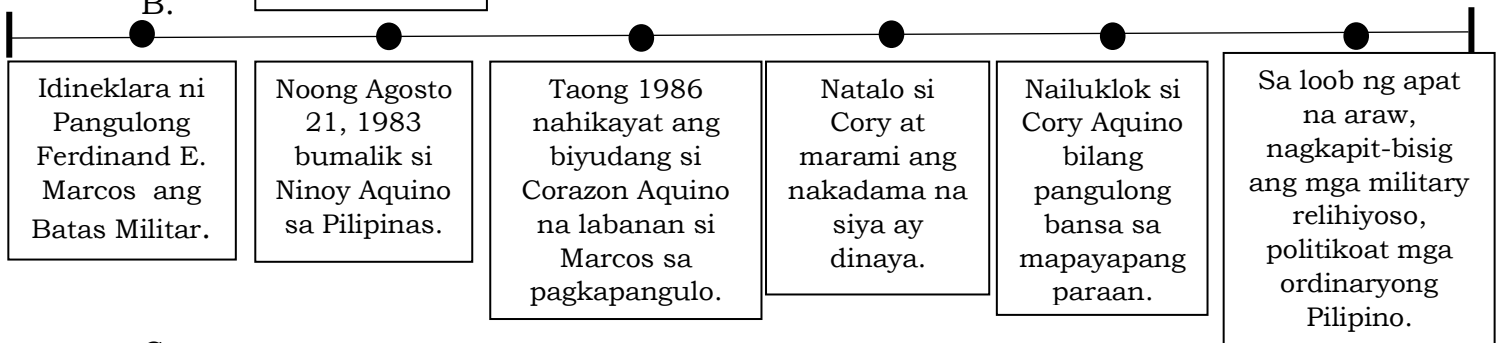 B.
Idineklara ni
Pangulong
Ferdinand E.
Marcos ang
Batas Militar.
Noong Agosto
21, 1983
bumalik si
Ninoy Aquino
sa Pilipinas.
Taong 1986
nahikayat ang
biyudang si
Corazon Aquino
na labanan si
Marcos sa
pagkapangulo.
Natalo si
Cory at
marami ang
nakadama na
siya ay
dinaya.
Nailuklok si
Cory Aquino
bilang
pangulong
bansa sa
mapayapang
paraan.
Sa loob ng apat
na araw,
nagkapit-bisig
ang mga military
relihiyoso,
politikoat mga
ordinaryong
Pilipino.